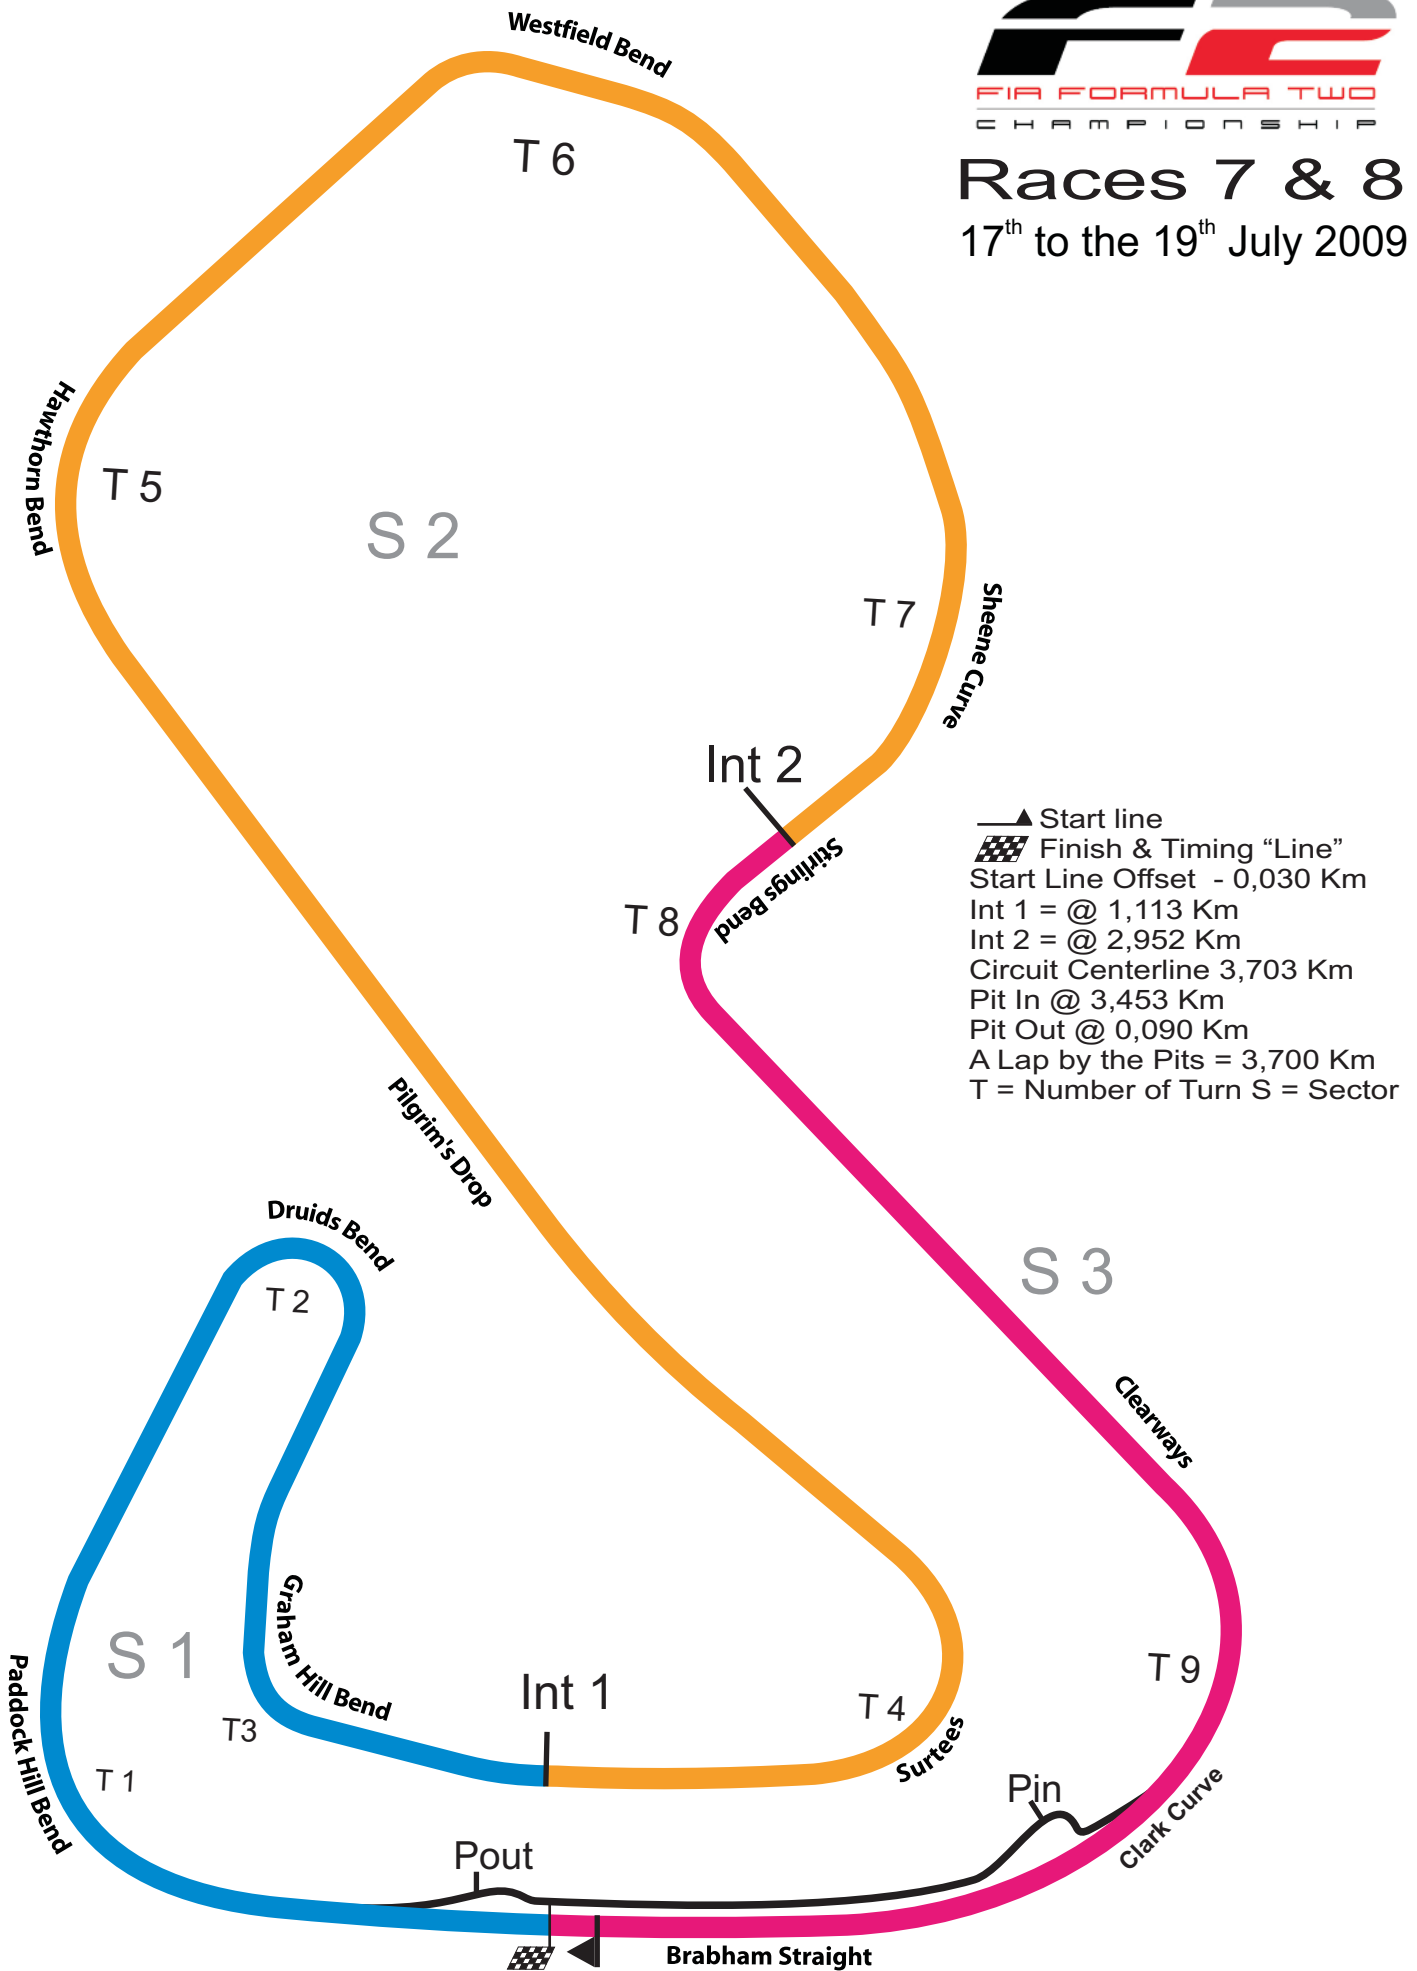 F2
FIA FORMULA TWO
CHAMPIONSHIP
Races 7 & 8
17th to the 19th July 2009
Westfield Bend
T 6
Hawthorn Bend
T 5
S 2
T 7
Sheene Curve
Int 2
Stirlings Bend
T 8
Start line
Finish & Timing “Line”
Start Line Offset - 0,030 Km
Int 1 = @ 1,113 Km
Int 2 = @ 2,952 Km
Circuit Centerline 3,703 Km
Pit In @ 3,453 Km
Pit Out @ 0,090 Km
A Lap by the Pits = 3,700 Km
T = Number of Turn S = Sector
Pilgrim's Drop
Druids Bend
T 2
S 3
Clearways
Graham Hill Bend
S 1
Paddock Hill Bend
T3
T 1
Int 1
T 4
Surtees
T 9
Pin
Clark Curve
Pout
Brabham Straight